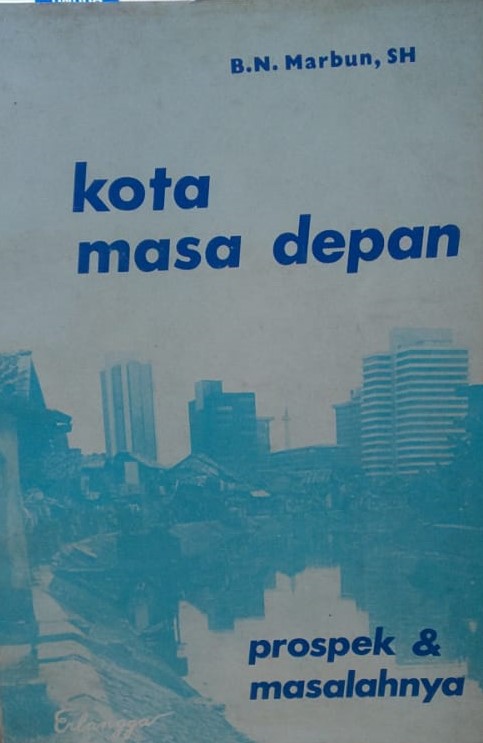 B.N. Marbun, SH
kota
masa depan
prospek &
masalahnya
Erlangga